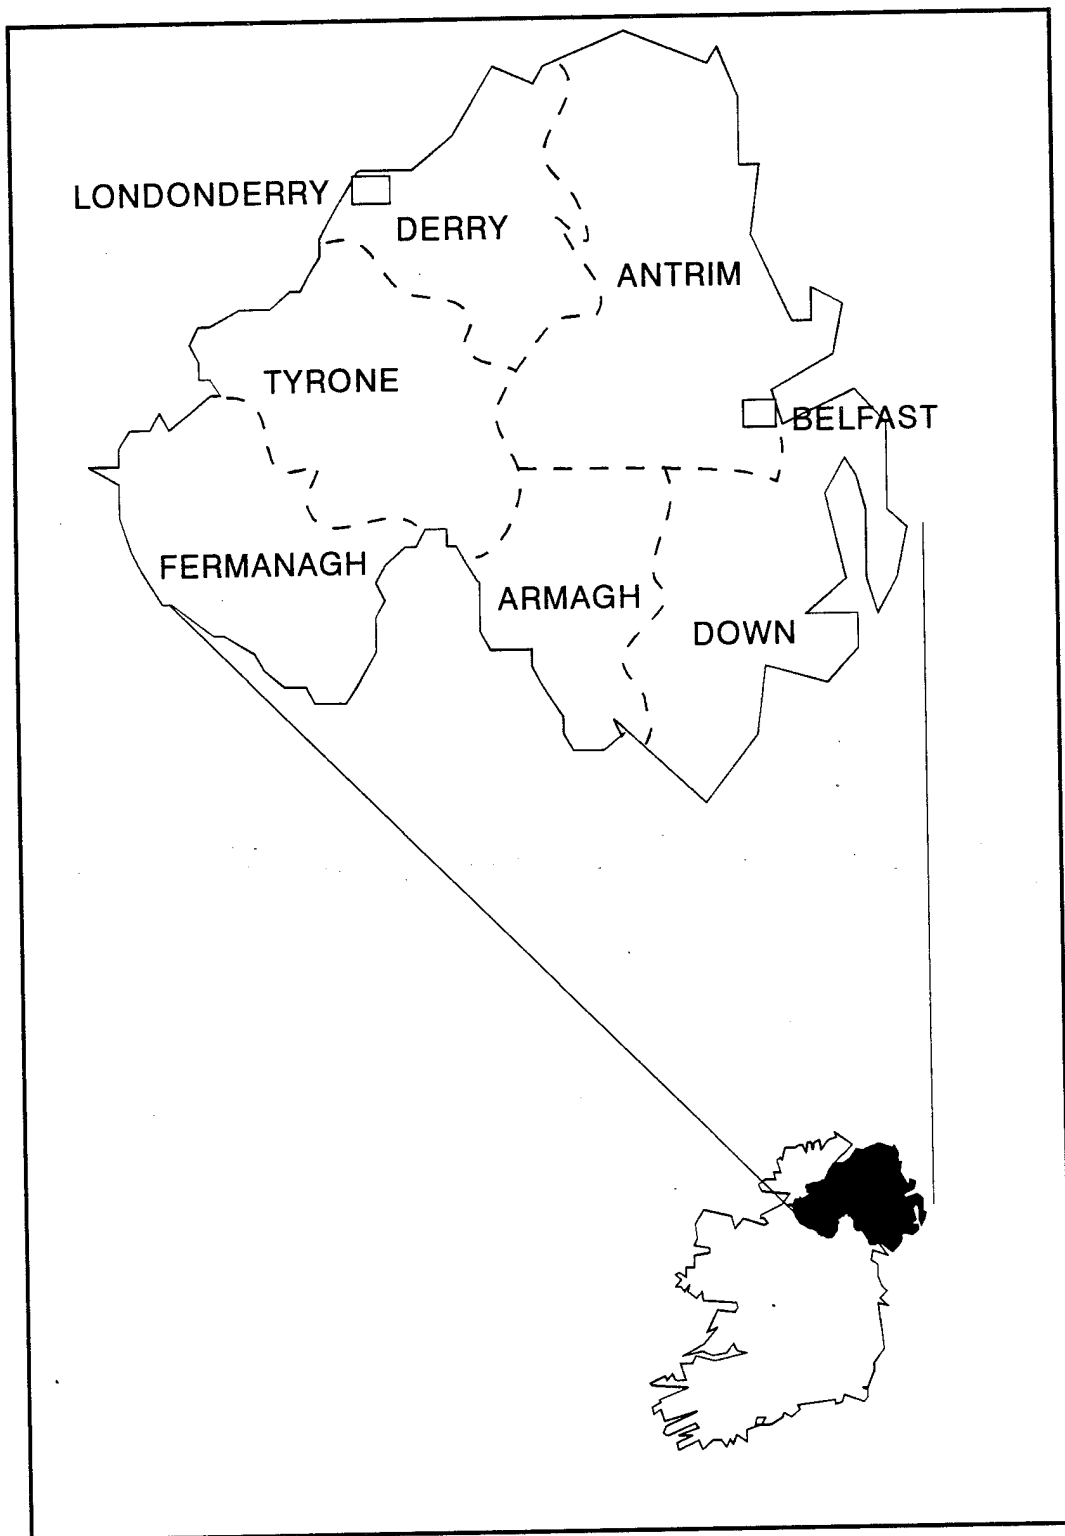 LONDONDERRY
DERRY
ANTRIM
TYRONE
BELFAST
FERMANAGH
ARMAGH
DOWN